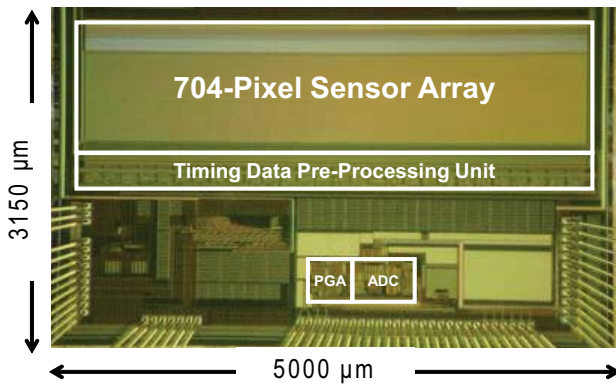 704-Pixel Sensor Array
Timing Data Pre-Processing Unit
3150 µm
PGA ADC
5000 µm